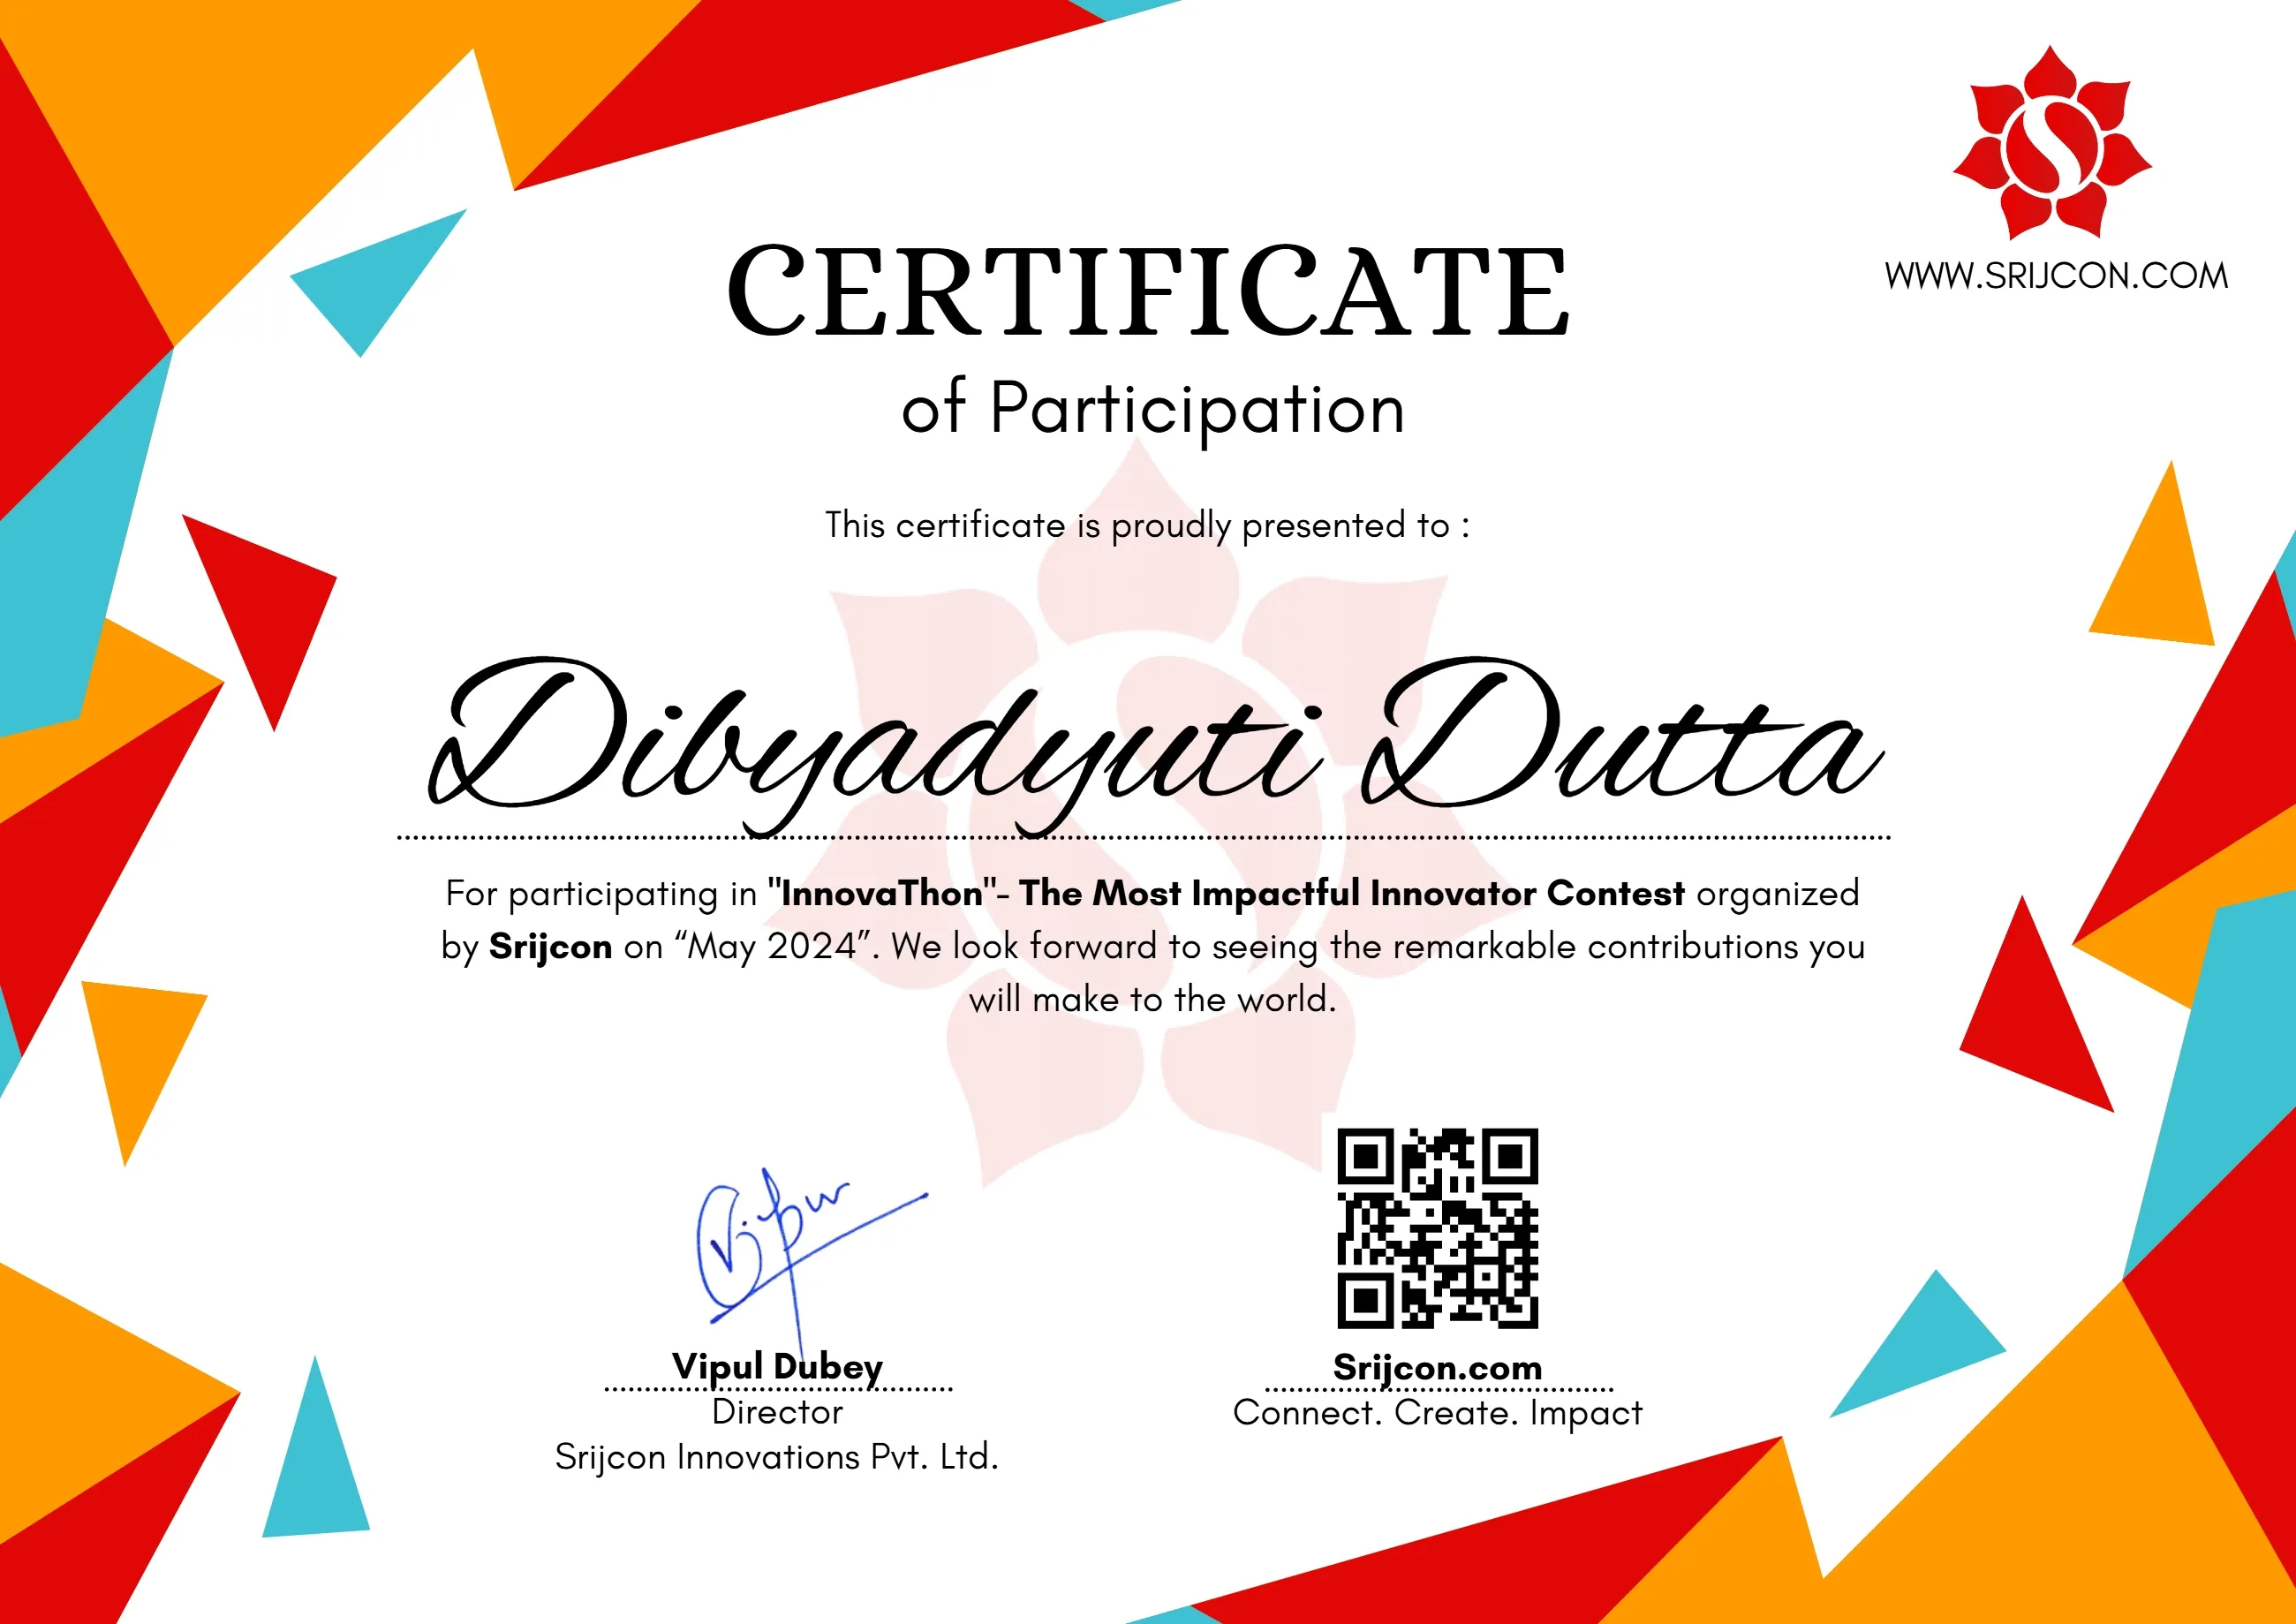 WWW.SRIJCON.COM
CERTIFICATE
of Participation
This certificate is proudly presented to :
Dibyadyuti Dutta
For participating in "InnovaThon"- The Most Impactful Innovator Contest organized
by Srijcon on “May 2024”. We look forward to seeing the remarkable contributions you
will make to the world.
Vipur
Vipul Dubey
Director
Srijcon Innovations Pvt. Ltd.
Srijcon.com
Connect. Create. Impact